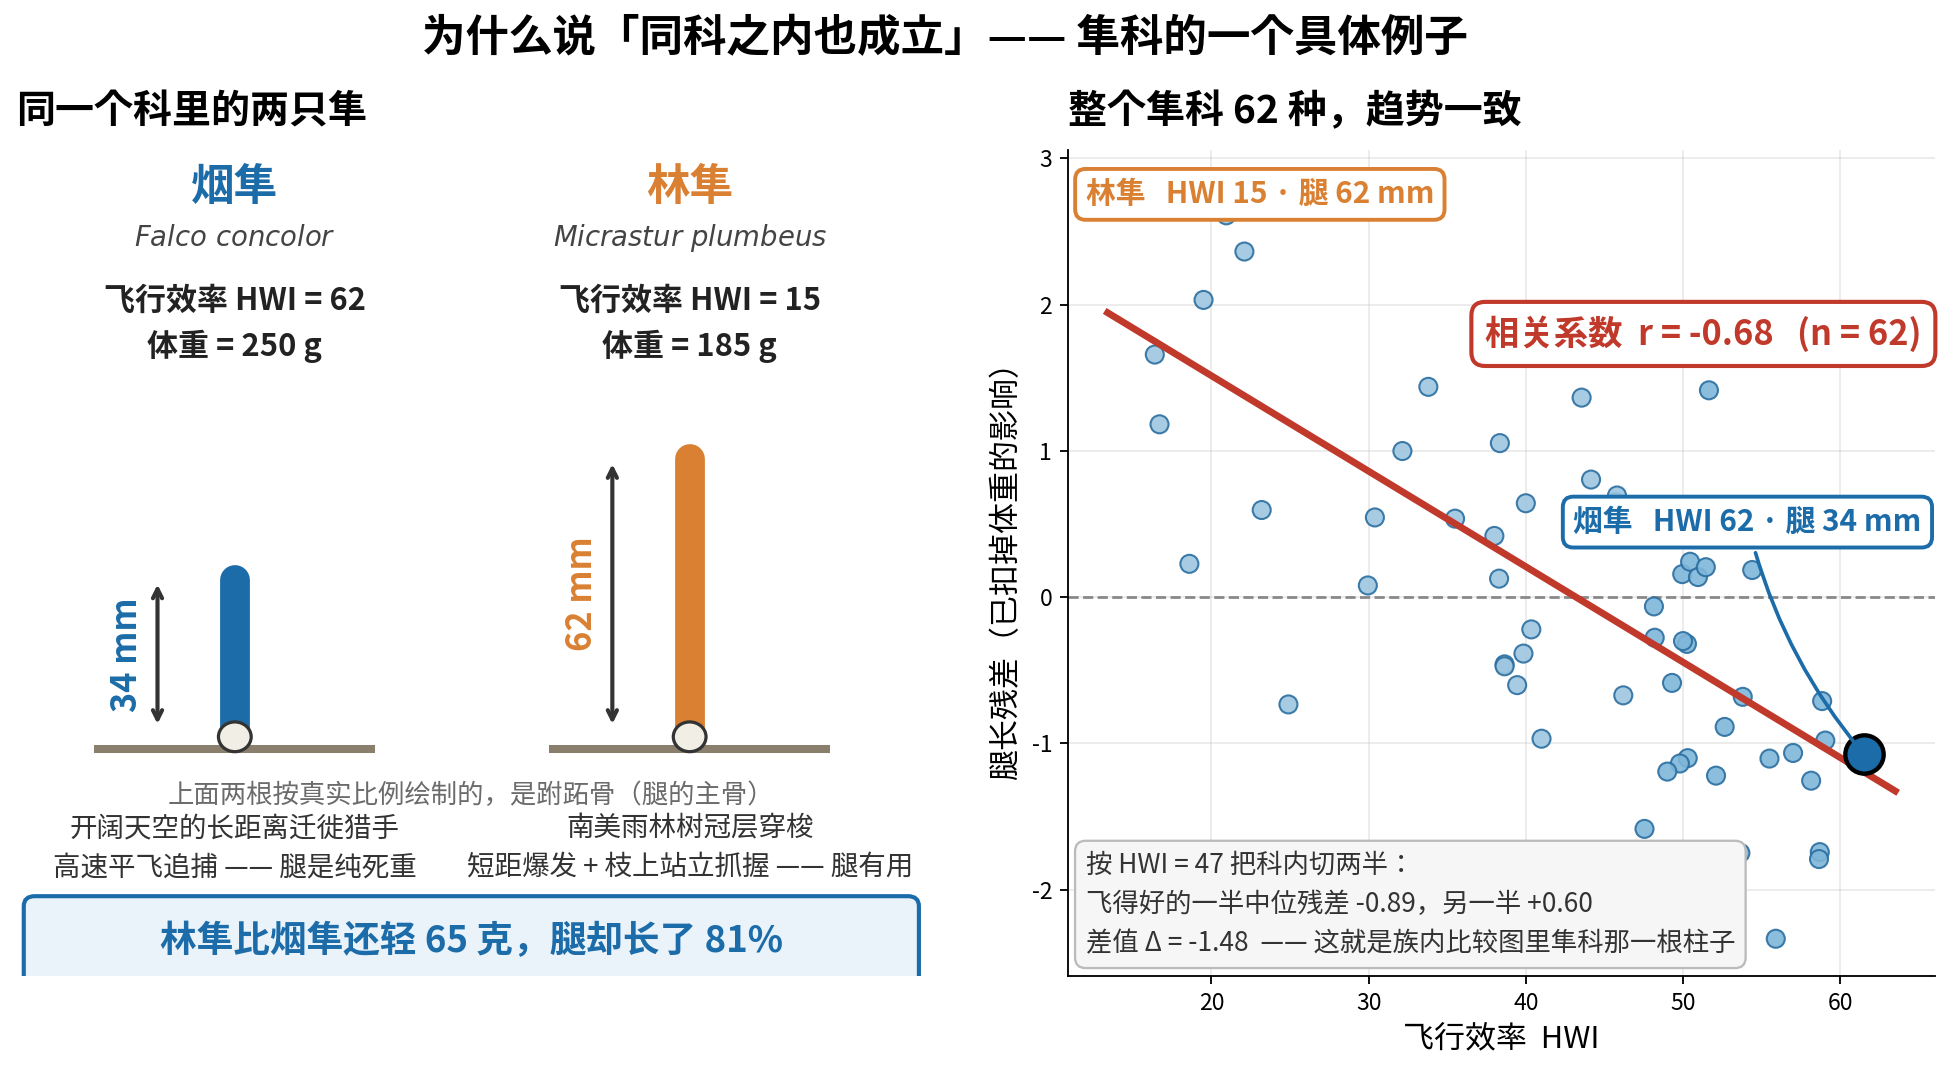 为什么说「同科之内也成立」—— 隼科的一个具体例子
同一个科里的两只隼
烟隼
Falco concolor
飞行效率 HWI = 62
体重 = 250 g
34 mm
林隼
Micrastur plumbeus
飞行效率 HWI = 15
体重 = 185 g
62 mm
上面两根按真实比例绘制的，是跗跖骨（腿的主骨）
开阔天空的长距离迁徙猎手
高速平飞追捕 —— 腿是纯死重
南美雨林树冠层穿梭
短距爆发 + 枝上站立抓握 —— 腿有用
林隼比烟隼还轻 65 克，腿却长了 81%
整个隼科 62 种，趋势一致
林隼 HWI 15 · 腿 62 mm
相关系数 r = -0.68 (n = 62)
烟隼 HWI 62 · 腿 34 mm
按 HWI = 47 把科内切两半：
飞得好的一半中位残差 -0.89，另一半 +0.60
差值 Δ = -1.48 —— 这就是族内比较图里隼科那一根柱子
腿长残差（已扣掉体重的影响）
3
2
1
0
-1
-2
20 30 40 50 60
飞行效率 HWI